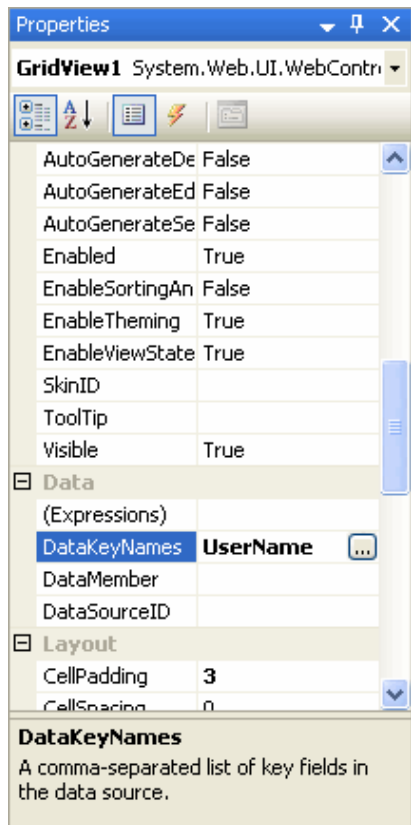 Properties
GridView1 System.Web.UI.WebContr
AutoGenerateDe False
AutoGenerateEd False
AutoGenerateSe False
Enabled True
EnableSortingAn False
EnableTheming True
EnableViewState True
SkinID
ToolTip
Visible True
Data
(Expressions)
DataKeyNames UserName ...
DataMember
DataSourceID
Layout
CellPadding 3
CellSpacing 0
DataKeyNames
A comma-separated list of key fields in
the data source.